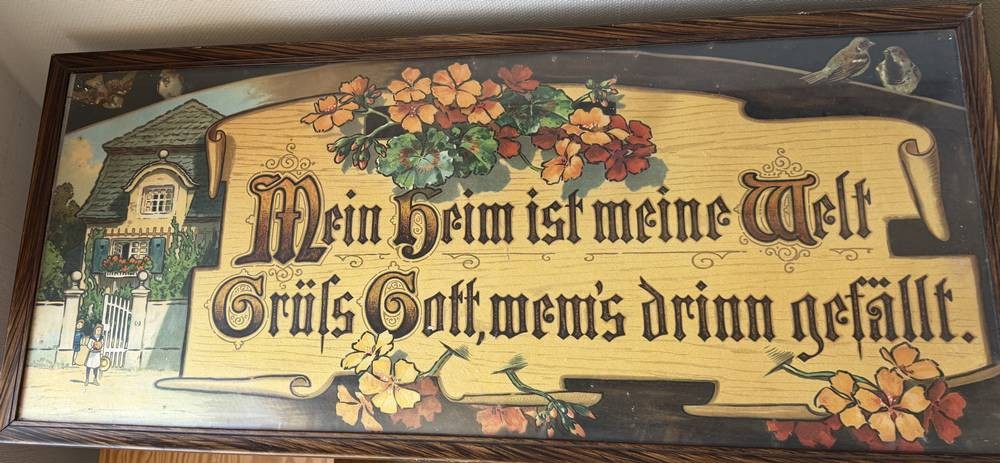 Mein Heim ist meine Welt
Grüſs Gott, wem's drinn gefällt.